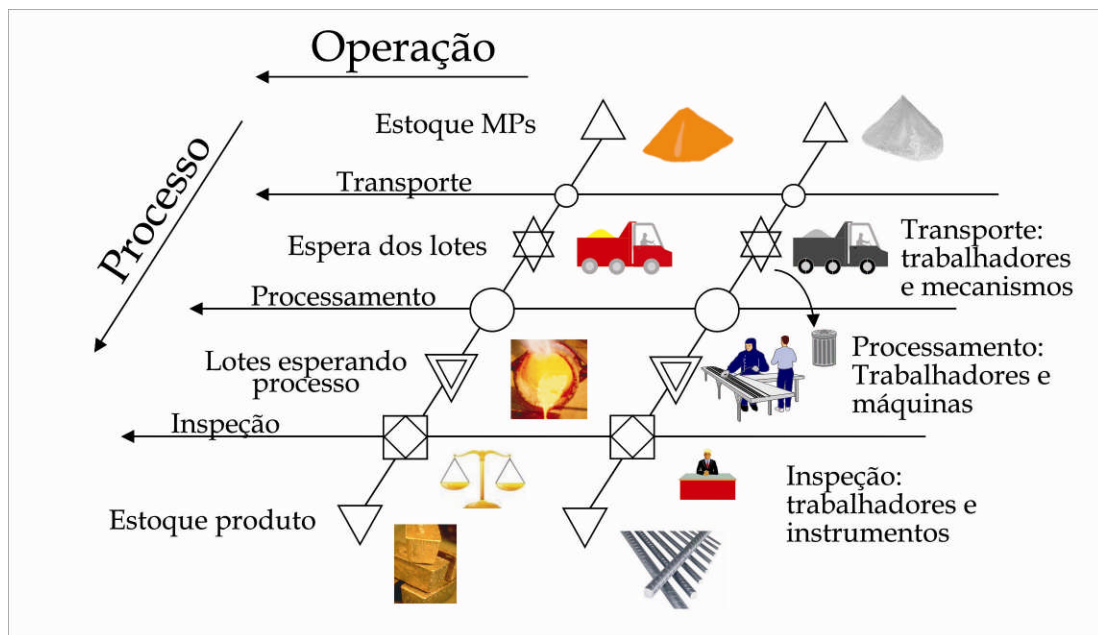 Operação
Processo
Estoque MPs
Transporte
Espera dos lotes
Transporte:
trabalhadores
e mecanismos
Processamento
Lotes esperando
processo
Processamento:
Trabalhadores e
máquinas
Inspeção
Inspeção:
trabalhadores e
instrumentos
Estoque produto